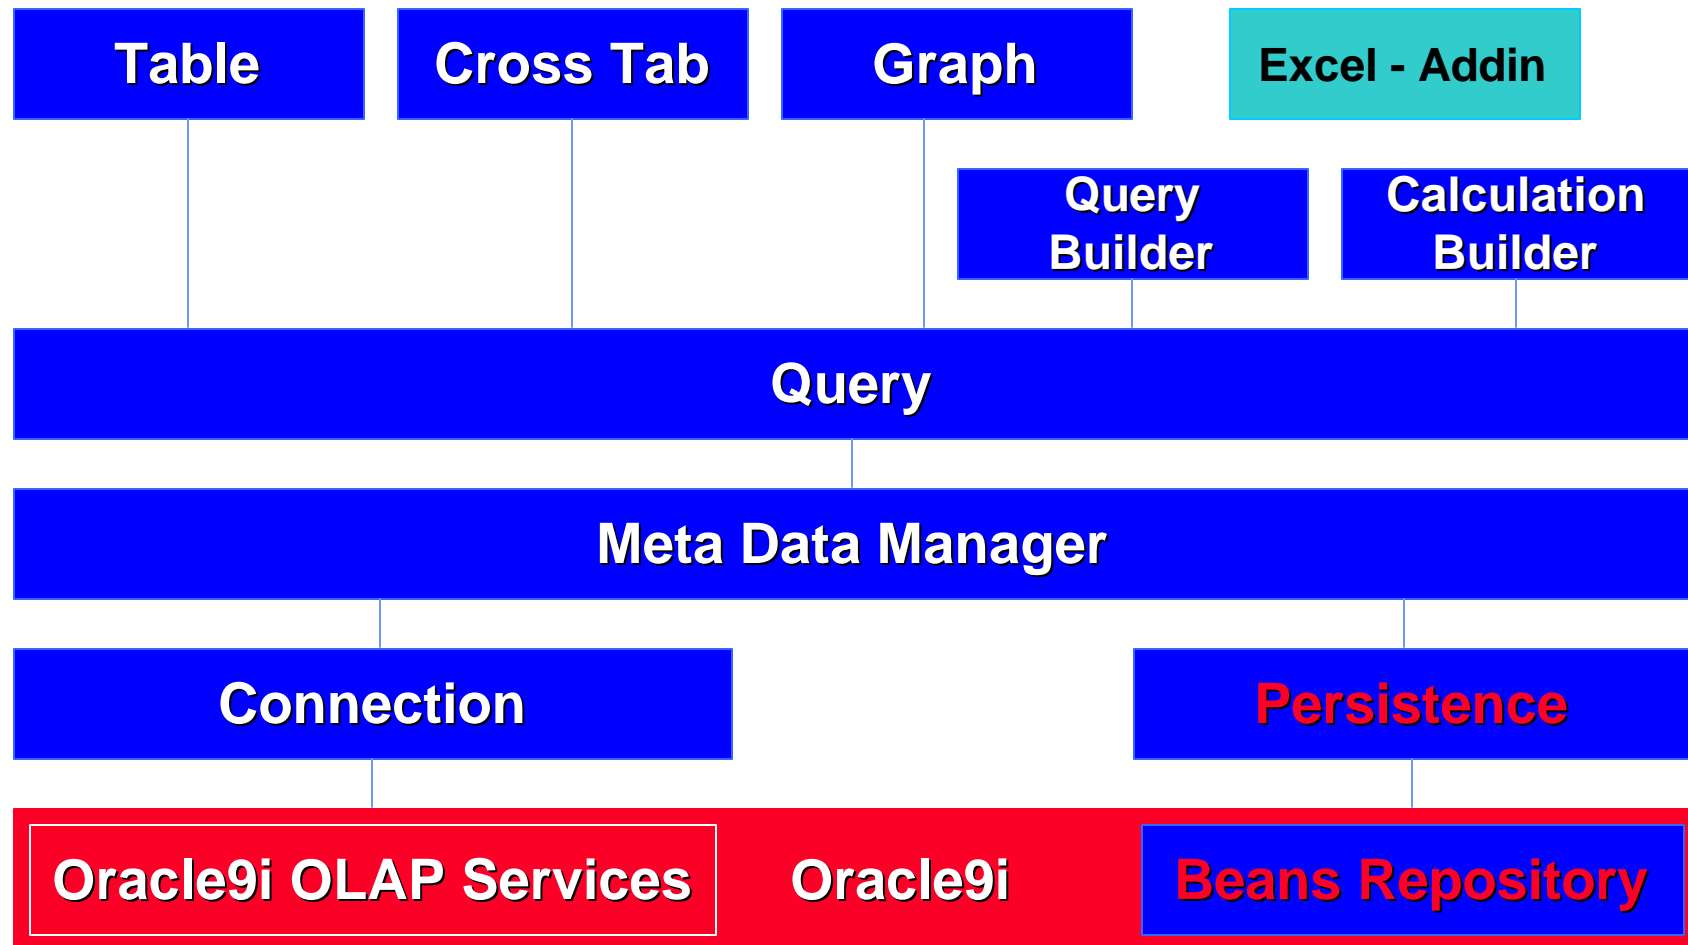 Table
Cross Tab
Graph
Excel - Addin
Query
Builder
Calculation
Builder
Query
Meta Data Manager
Connection
Persistence
Oracle9i OLAP Services
Oracle9i
Beans Repository